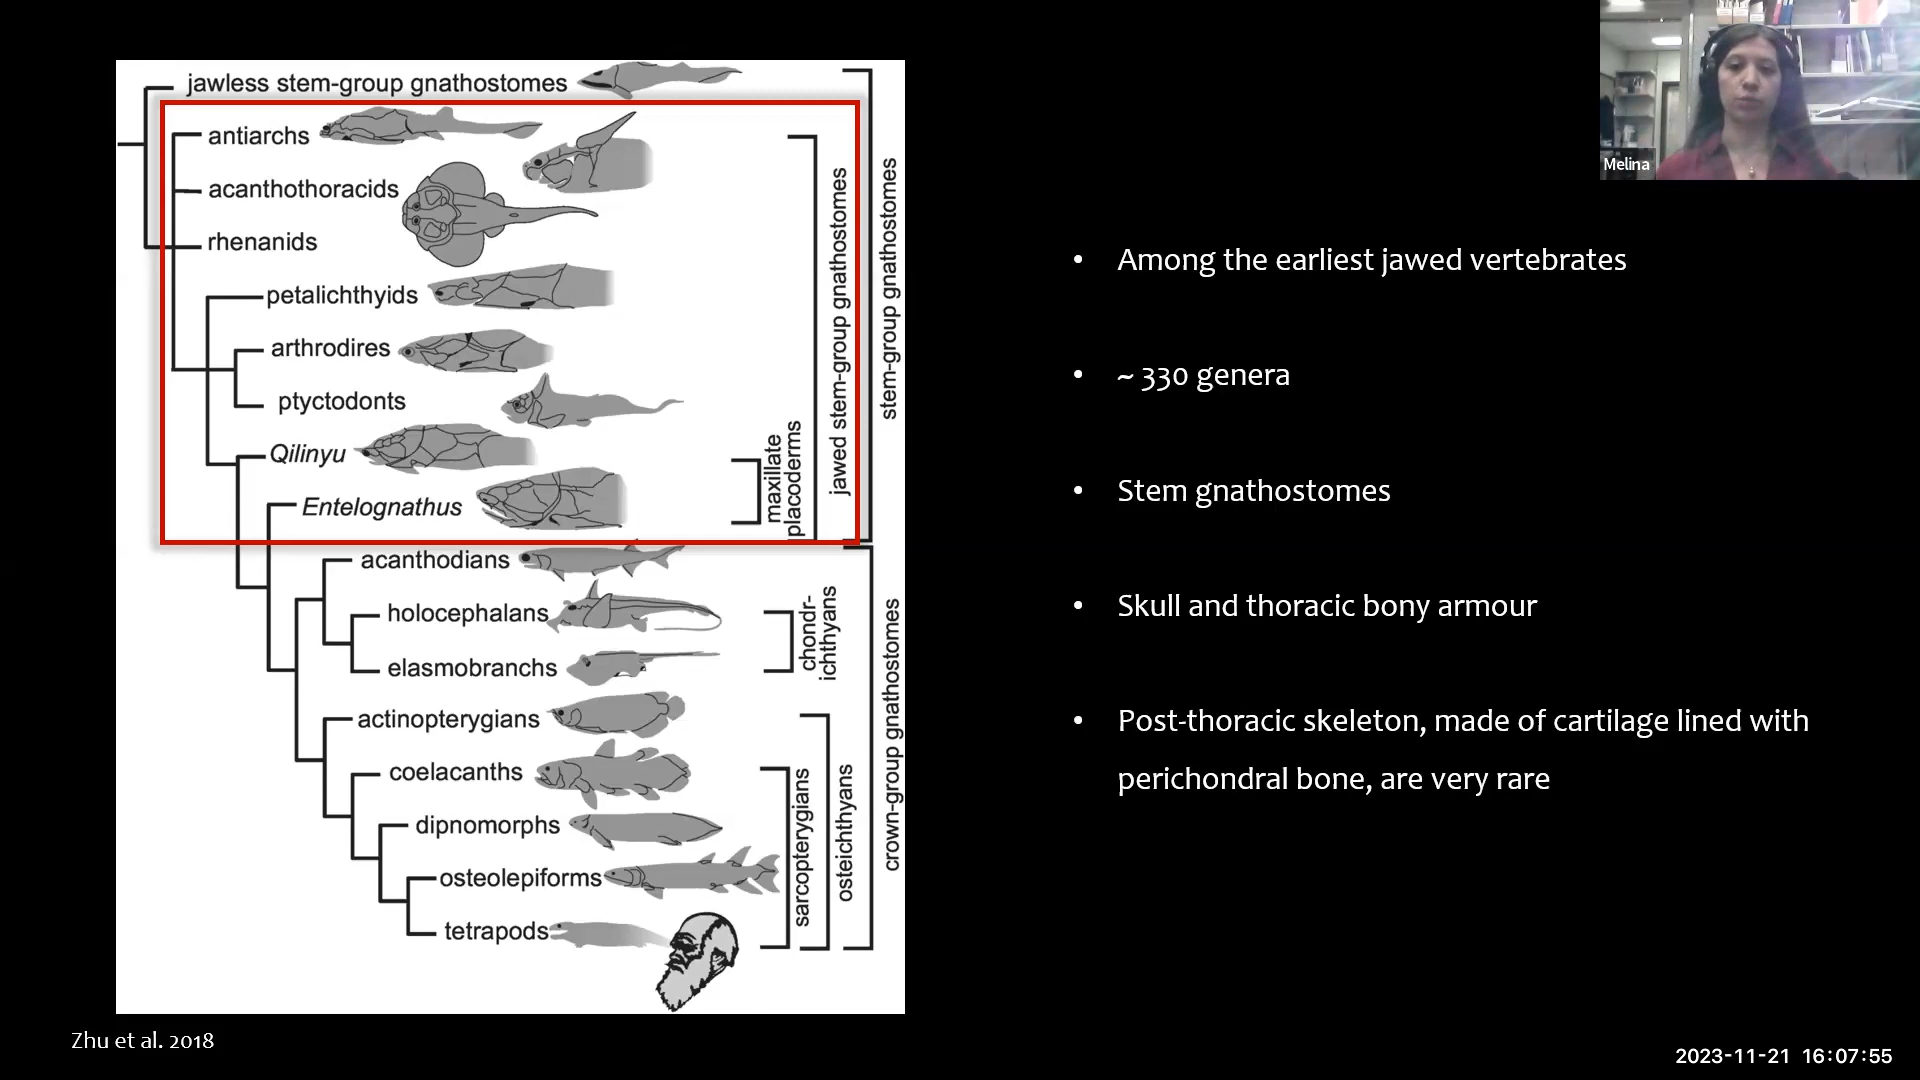 jawless stem-group gnathostomes
antiarchs
acanthothoracids
rhenanids
petalichthyids
arthrodires
ptyctodonts
Qilinyu
Entelognathus
acanthodians
holocephalans
elasmobranchs
actinopterygians
coelacanths
dipnomorphs
osteolepiforms
tetrapods
maxillate
placoderms
jawed stem-group gnathostomes
stem-group gnathostomes
chondr-
ichthyans
sarcopterygians
osteichthyans
crown-group gnathostomes
Zhu et al. 2018
• Among the earliest jawed vertebrates
• ~ 330 genera
• Stem gnathostomes
• Skull and thoracic bony armour
• Post-thoracic skeleton, made of cartilage lined with
perichondral bone, are very rare
Melina
2023-11-21 16:07:55